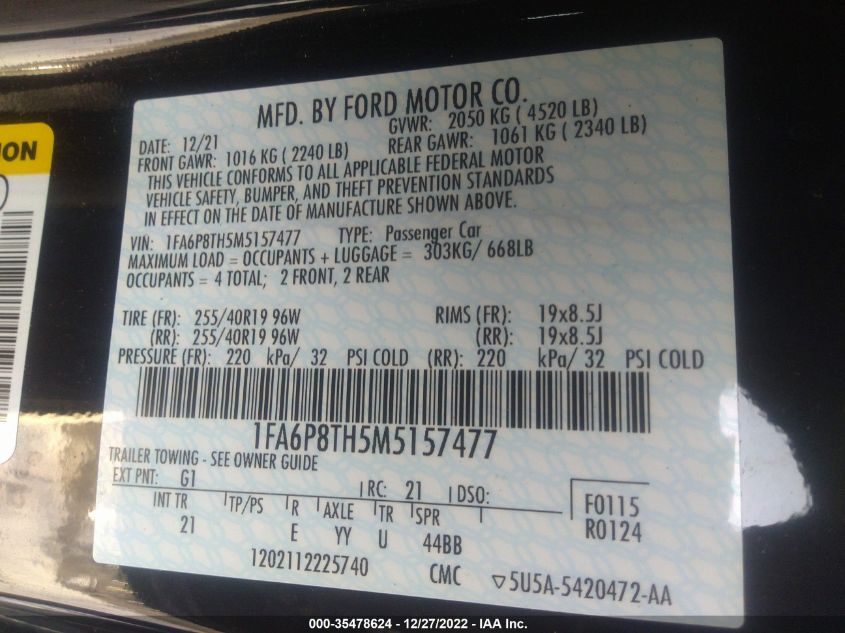 ION
MFD. BY FORD MOTOR CO.
DATE: 12/21 GVWR: 2050 KG ( 4520 LB)
FRONT GAWR: 1016 KG ( 2240 LB) REAR GAWR: 1061 KG ( 2340 LB)
THIS VEHICLE CONFORMS TO ALL APPLICABLE FEDERAL MOTOR
VEHICLE SAFETY, BUMPER, AND THEFT PREVENTION STANDARDS
IN EFFECT ON THE DATE OF MANUFACTURE SHOWN ABOVE.
VIN: 1FA6P8TH5M5157477 TYPE: Passenger Car
MAXIMUM LOAD = OCCUPANTS + LUGGAGE = 303KG/ 668LB
OCCUPANTS = 4 TOTAL; 2 FRONT, 2 REAR
TIRE (FR): 255/40R19 96W RIMS (FR): 19x8.5J
(RR): 255/40R19 96W (RR): 19x8.5J
PRESSURE (FR): 220 kPa/ 32 PSI COLD (RR): 220 kPa/ 32 PSI COLD
1FA6P8TH5M5157477
TRAILER TOWING - SEE OWNER GUIDE
EXT PNT: G1 RC: 21 DSO: F0115
INT TR TP/PS R AXLE TR SPR R0124
21 E YY U 44BB
1202112225740 CMC ▽5U5A-5420472-AA
000-35478624 - 12/27/2022 - IAA Inc.